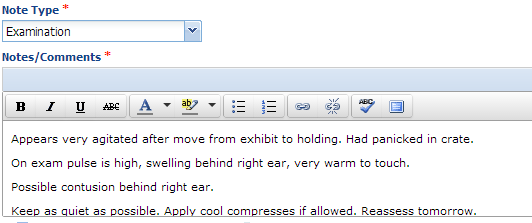 Note Type *
Examination
Notes/Comments *
B I U ABC A ab ABC
Appears very agitated after move from exhibit to holding. Had panicked in crate.
On exam pulse is high, swelling behind right ear, very warm to touch.
Possible contusion behind right ear.
Keep as quiet as possible. Apply cool compresses if allowed. Reassess tomorrow.